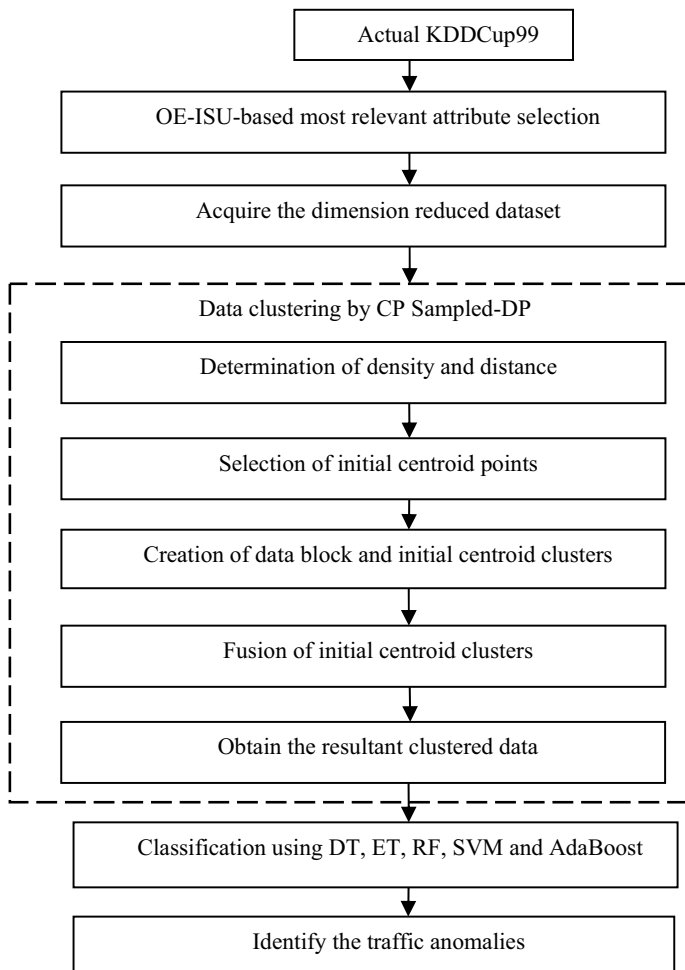 Actual KDDCup99
OE-ISU-based most relevant attribute selection
Acquire the dimension reduced dataset
Data clustering by CP Sampled-DP
Determination of density and distance
Selection of initial centroid points
Creation of data block and initial centroid clusters
Fusion of initial centroid clusters
Obtain the resultant clustered data
Classification using DT, ET, RF, SVM and AdaBoost
Identify the traffic anomalies